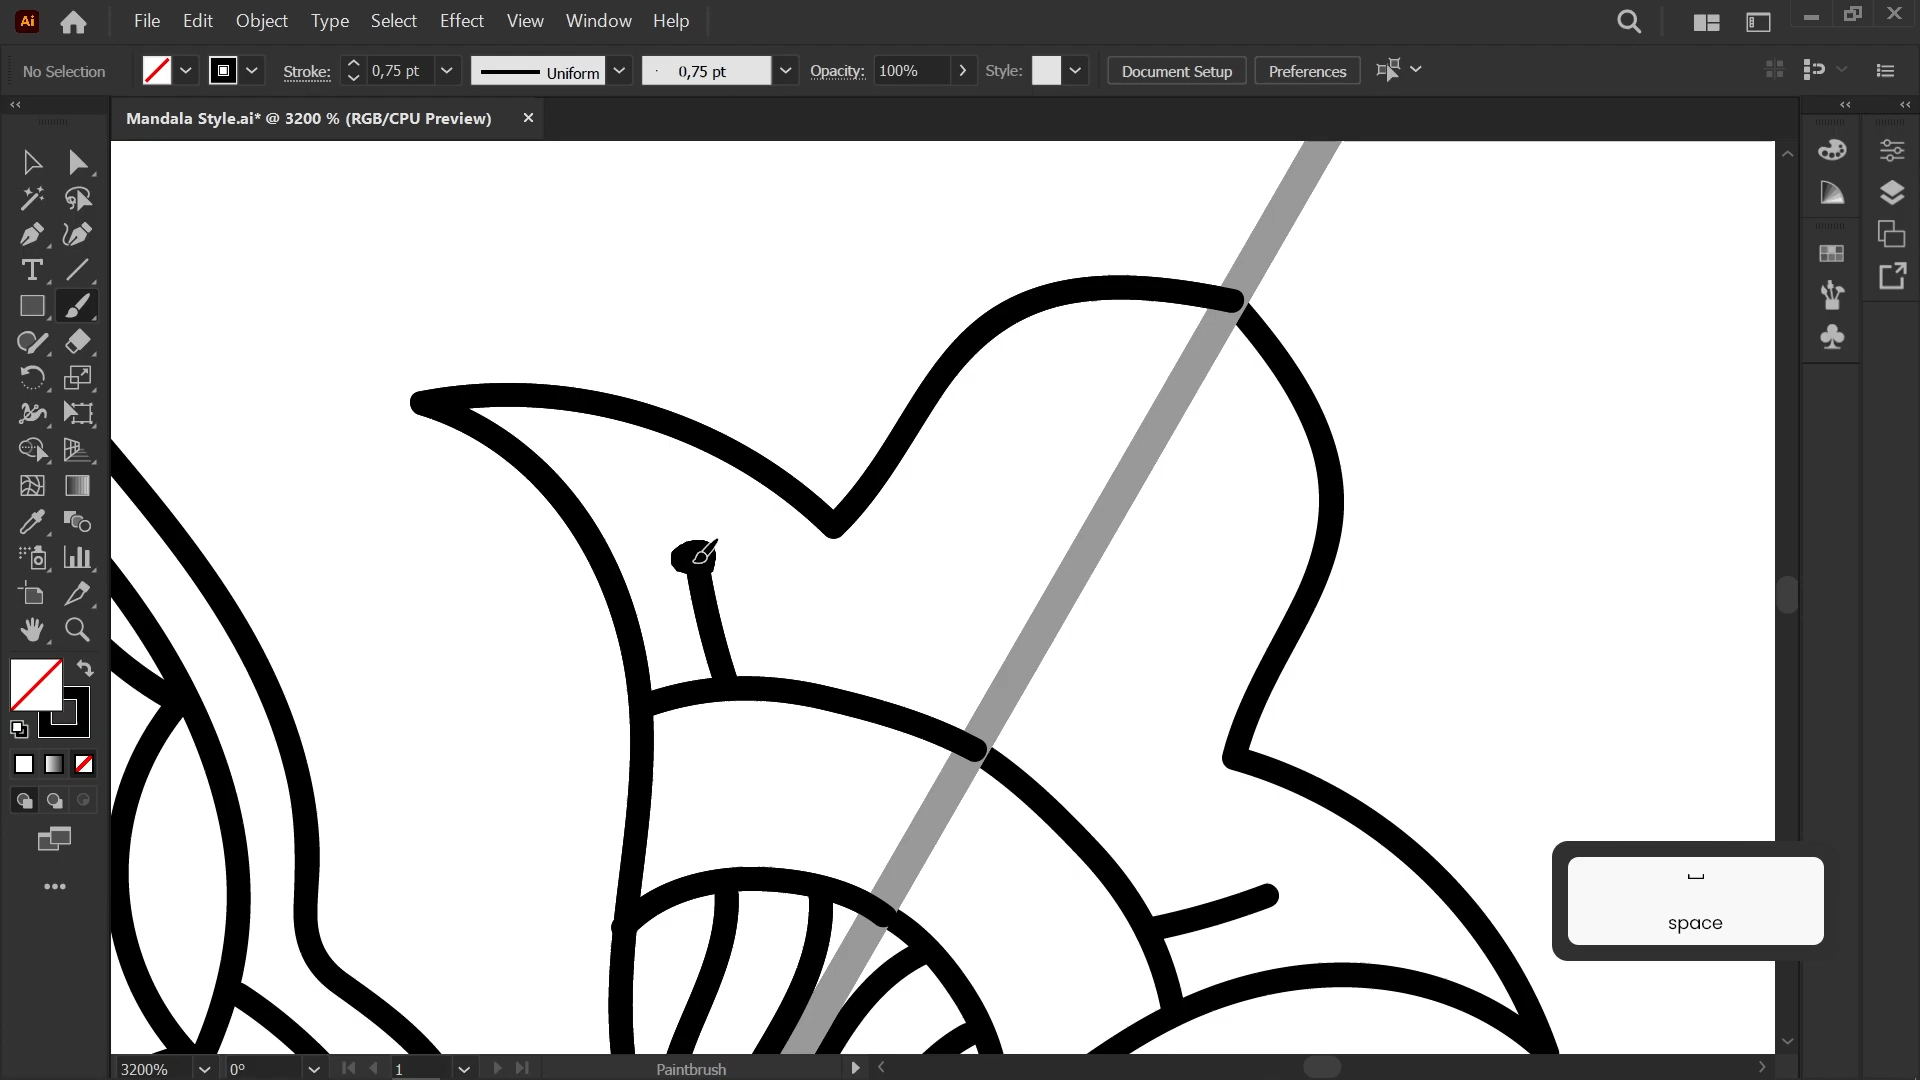 Ai File Edit Object Type Select Effect View Window Help
No Selection Stroke: 0,75 pt Uniform 0,75 pt Opacity: 100% Style: Document Setup Preferences
Mandala Style.ai* @ 3200 % (RGB/CPU Preview)
space
3200% 0° 1 Paintbrush